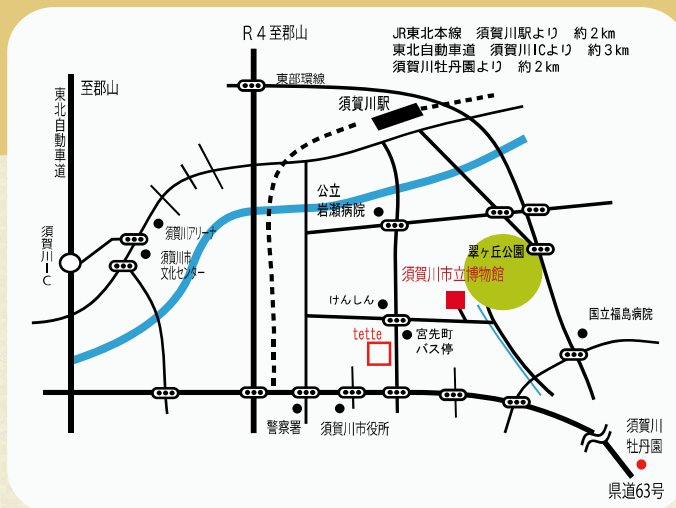 R4至郡山
JR東北本線　須賀川駅より　約2km
東北自動車道　須賀川ICより　約3km
須賀川牡丹園より　約2km
至郡山
東部環線
東北自動車道
須賀川駅
公立
岩瀬病院
須賀川IC
須賀川アリーナ
須賀川市
文化センター
翠ヶ丘公園
須賀川市立博物館
けんしん
国立福島病院
tette
宮先町
バス停
警察署
須賀川市役所
須賀川
牡丹園
県道63号